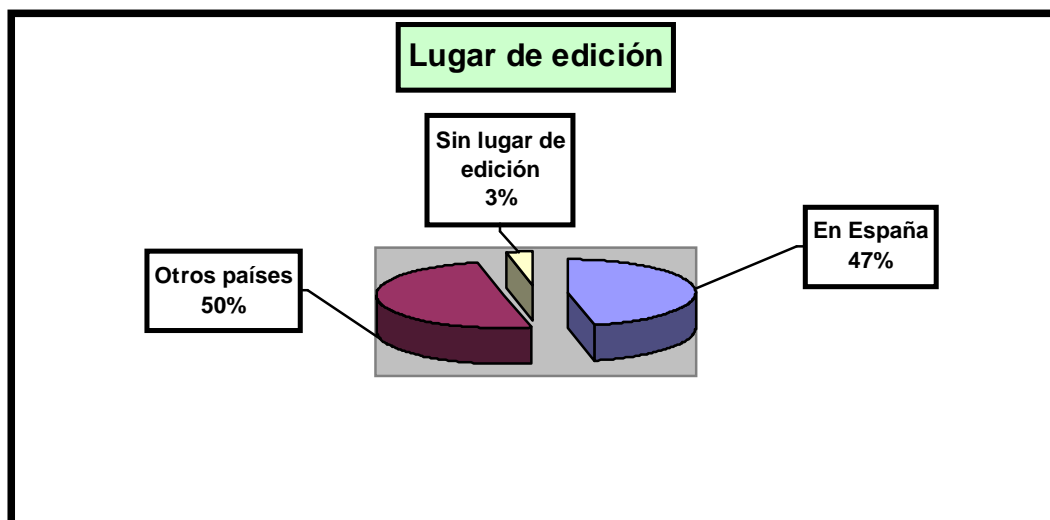 Lugar de edición
Sin lugar de
edición
3%
En España
47%
Otros países
50%